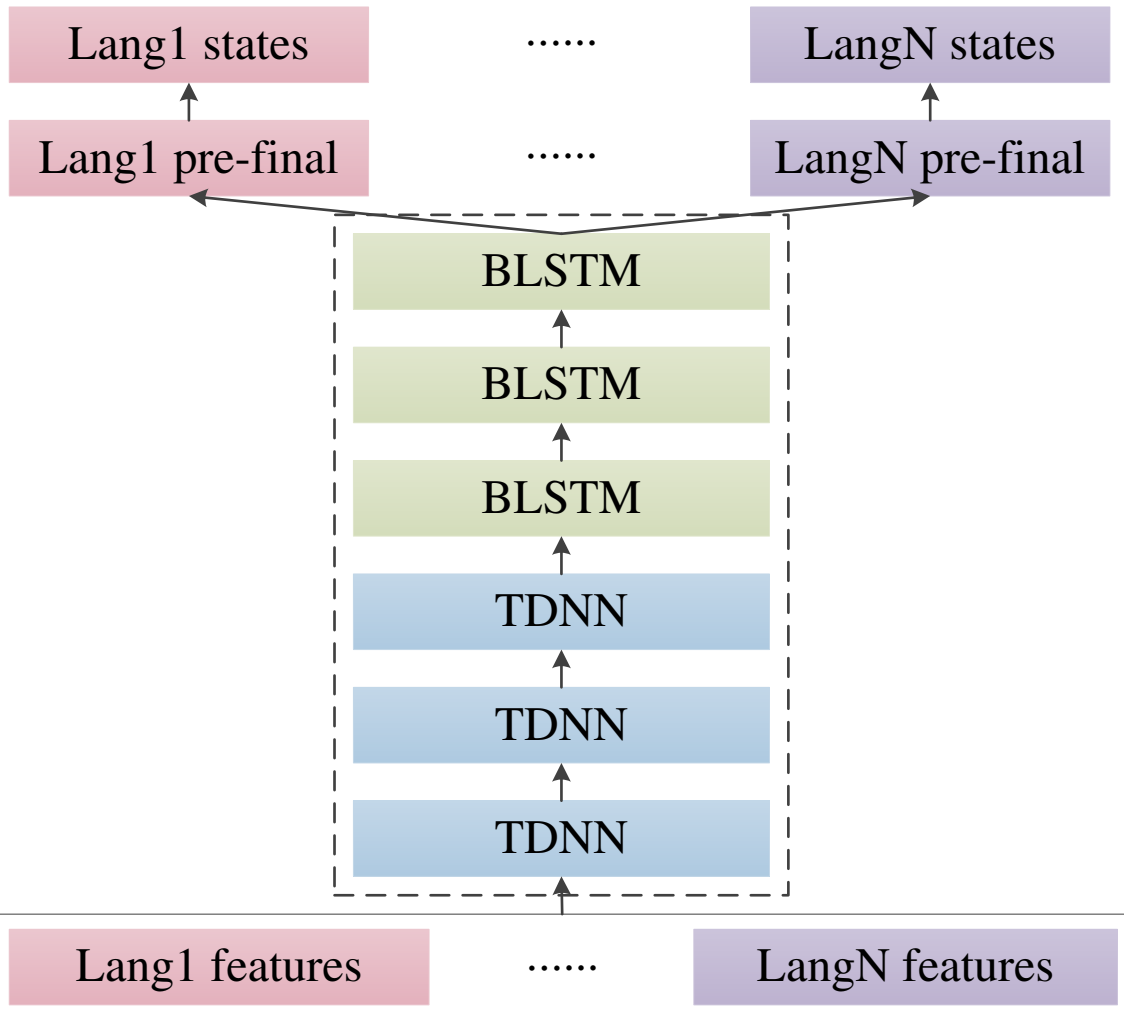 Lang1 states ...... LangN states
Lang1 pre-final ...... LangN pre-final
BLSTM
BLSTM
BLSTM
TDNN
TDNN
TDNN
Lang1 features ...... LangN features